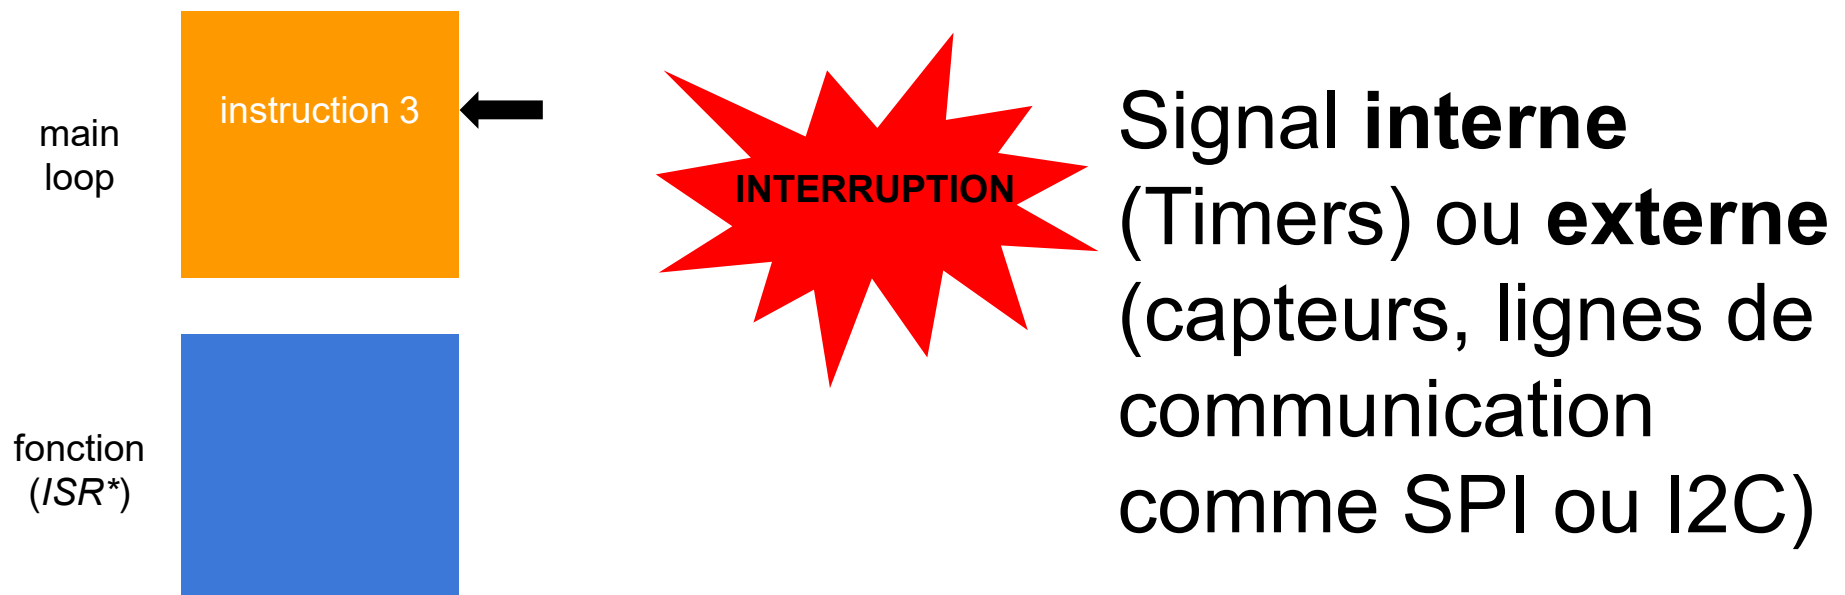 main
loop
instruction 3
fonction
(ISR*)
INTERRUPTION
Signal interne
(Timers) ou externe
(capteurs, lignes de
communication
comme SPI ou I2C)